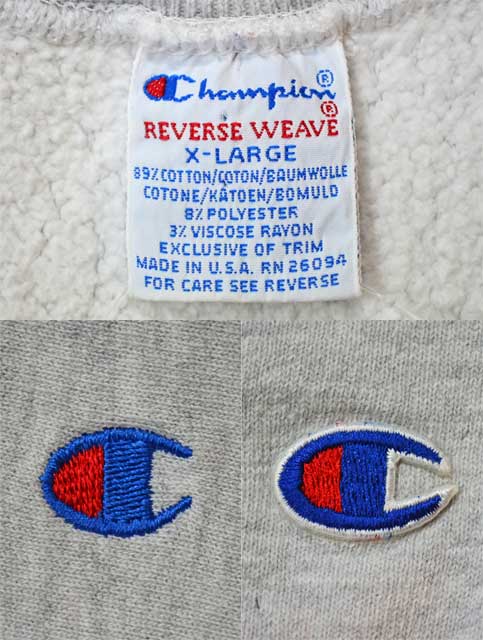 Champion®
REVERSE WEAVE®
X-LARGE
89% COTTON/COTON/BAUMWOLLE
COTONE/KATOEN/BOMULD
8% POLYESTER
3% VISCOSE RAYON
EXCLUSIVE OF TRIM
MADE IN U.S.A. RN 26094
FOR CARE SEE REVERSE